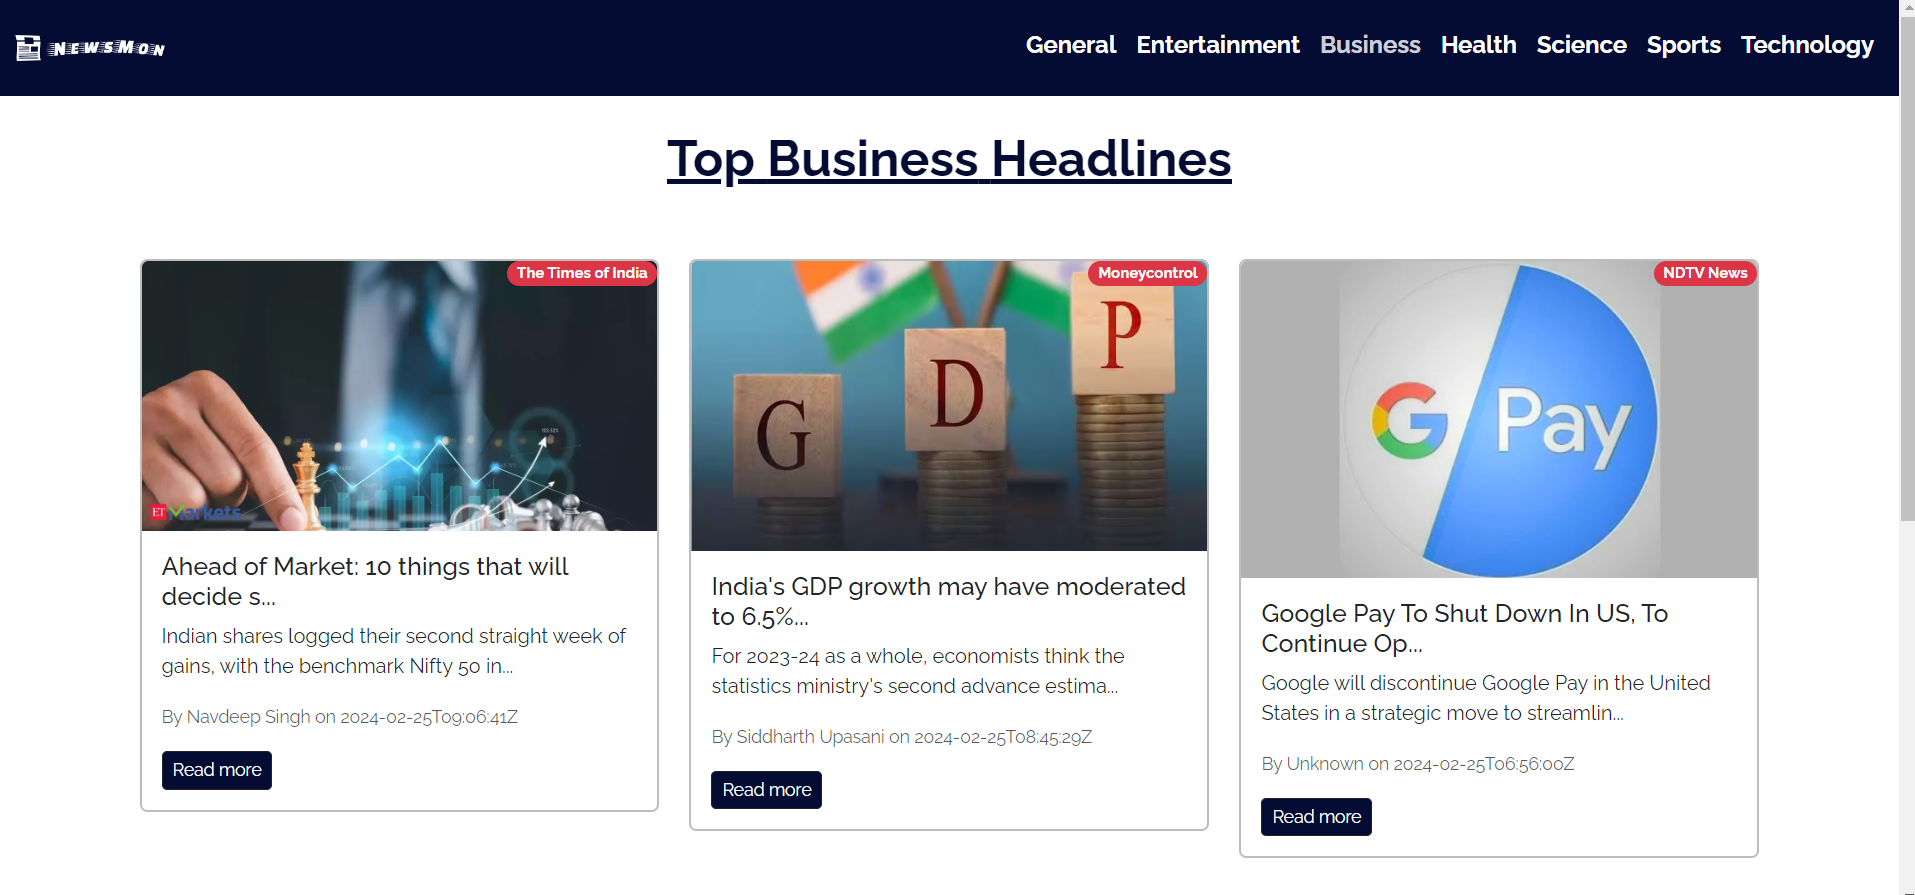 NEWSMON
General Entertainment Business Health Science Sports Technology
Top Business Headlines
The Times of India
ET Markets
Ahead of Market: 10 things that will
decide s...
Indian shares logged their second straight week of
gains, with the benchmark Nifty 50 in...
By Navdeep Singh on 2024-02-25T09:06:41Z
Read more
Moneycontrol
G D P
India's GDP growth may have moderated
to 6.5%...
For 2023-24 as a whole, economists think the
statistics ministry's second advance estima...
By Siddharth Upasani on 2024-02-25T08:45:29Z
Read more
NDTV News
G Pay
Google Pay To Shut Down In US, To
Continue Op...
Google will discontinue Google Pay in the United
States in a strategic move to streamlin...
By Unknown on 2024-02-25T06:56:00Z
Read more